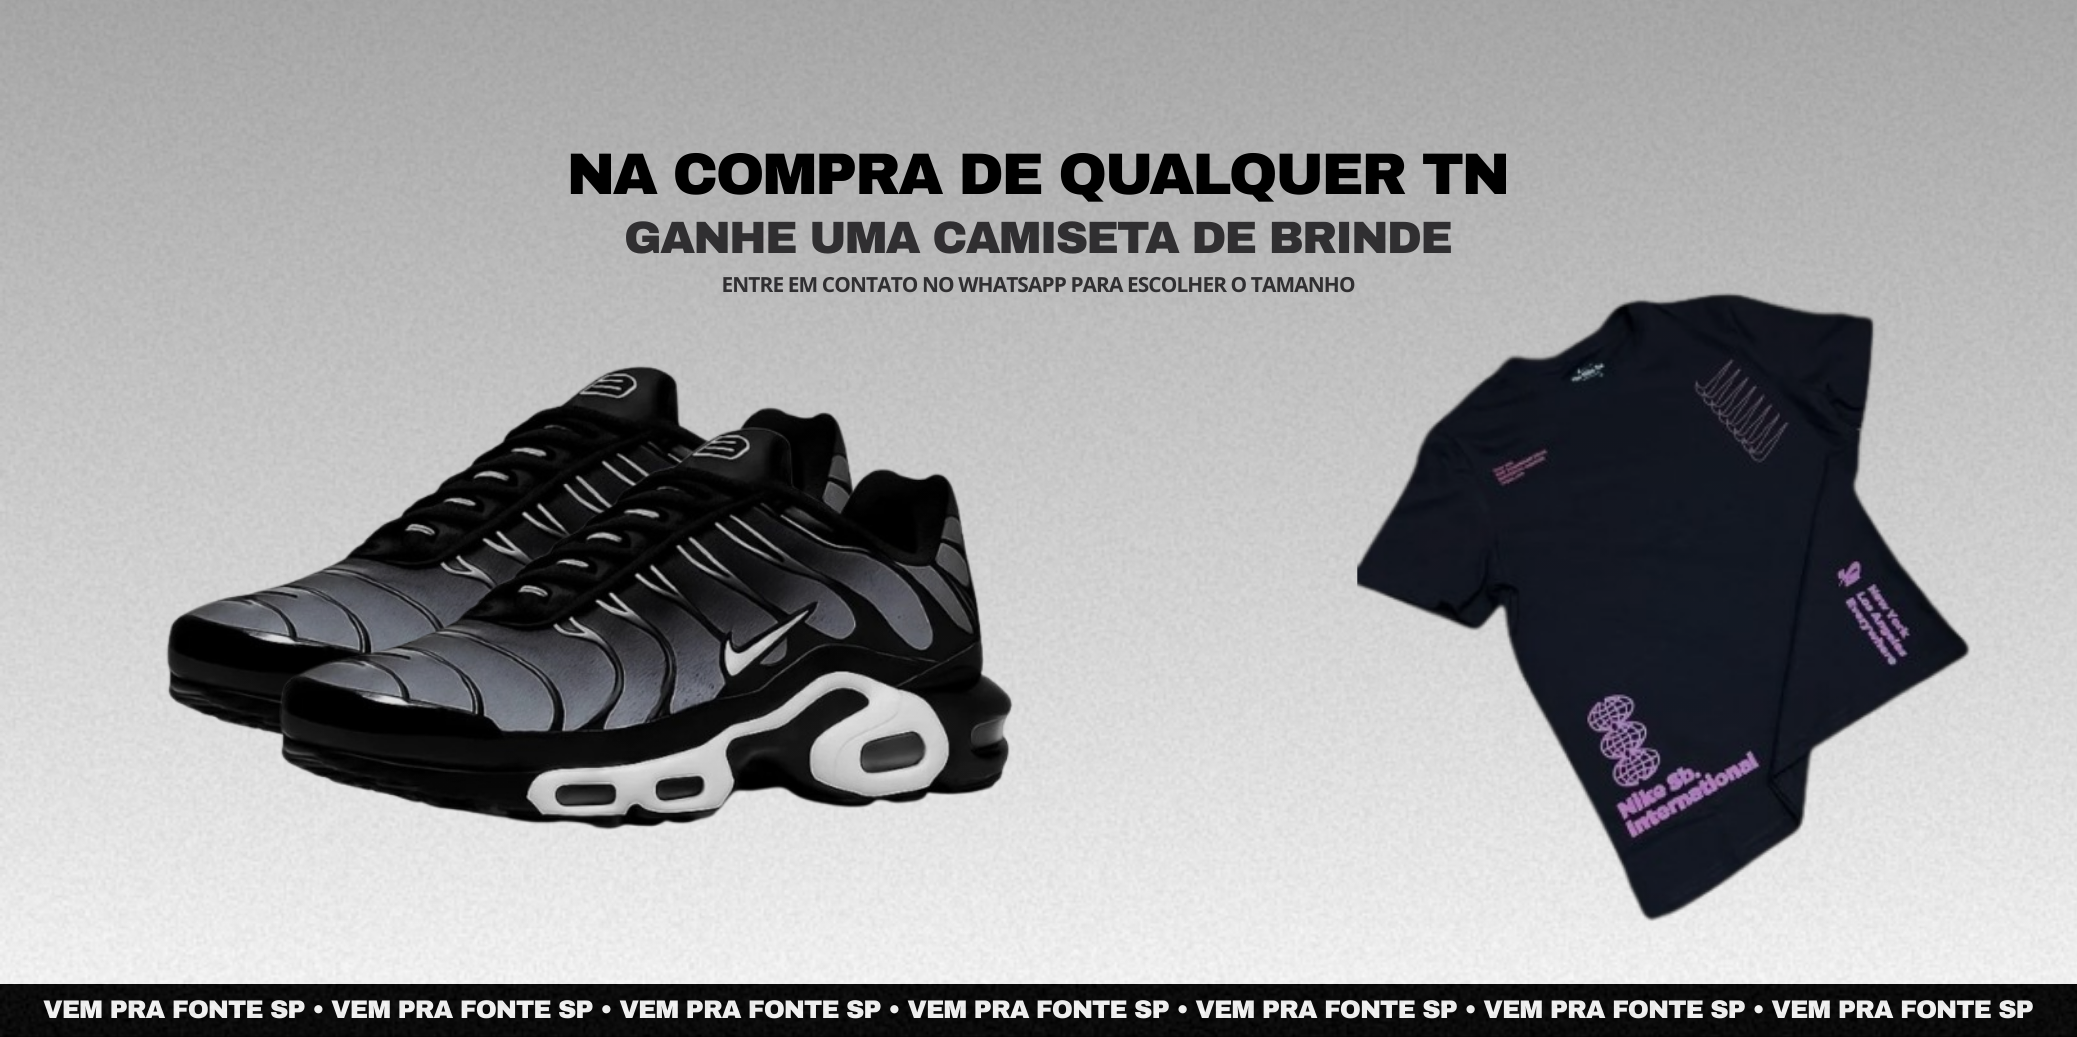 NA COMPRA DE QUALQUER TN
GANHE UMA CAMISETA DE BRINDE
ENTRE EM CONTATO NO WHATSAPP PARA ESCOLHER O TAMANHO
New York
Los Angeles
Everywhere
Nike Sb.
International
VEM PRA FONTE SP • VEM PRA FONTE SP • VEM PRA FONTE SP • VEM PRA FONTE SP • VEM PRA FONTE SP • VEM PRA FONTE SP • VEM PRA FONTE SP